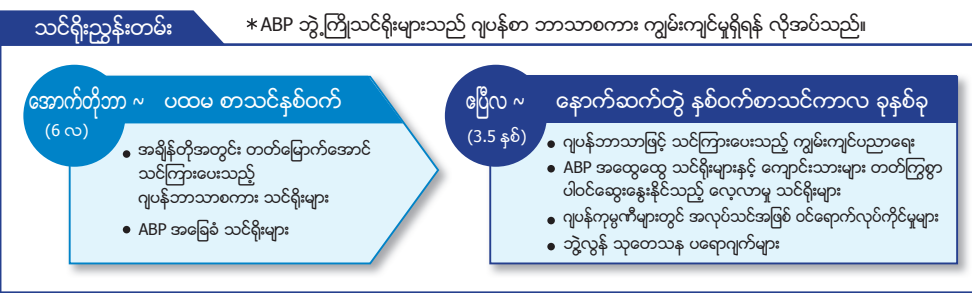 သင်ရိုးညွှန်းတမ်း
*ABP ဘွဲ့ကြိုသင်ရိုးများသည် ဂျပန်စာ ဘာသာစကား ကျွမ်းကျင်မှုရှိရန် လိုအပ်သည်။
အောက်တိုဘာ ~ ပထမ စာသင်နှစ်ဝက်
(6 လ)
● အချိန်တိုအတွင်း တတ်မြောက်အောင်
သင်ကြားပေးသည့်
ဂျပန်ဘာသာစကား သင်ရိုးများ
● ABP အခြေခံ သင်ရိုးများ
ဧပြီလ ~ နောက်ဆက်တွဲ နှစ်ဝက်စာသင်ကာလ ခုနှစ်ခု
(3.5 နှစ်)
● ဂျပန်ဘာသာဖြင့် သင်ကြားပေးသည့် ကျွမ်းကျင်ပညာရေး
● ABP အထွေထွေ သင်ရိုးများနှင့် ကျောင်းသားများ တတ်ကြွစွာ
ပါဝင်ဆွေးနွေးနိုင်သည့် လေ့လာမှု သင်ရိုးများ
● ဂျပန်ကုမ္ပဏီများတွင် အလုပ်သင်အဖြစ် ဝင်ရောက်လုပ်ကိုင်မှုများ
● ဘွဲ့လွန် သုတေသန ပရောဂျက်များ